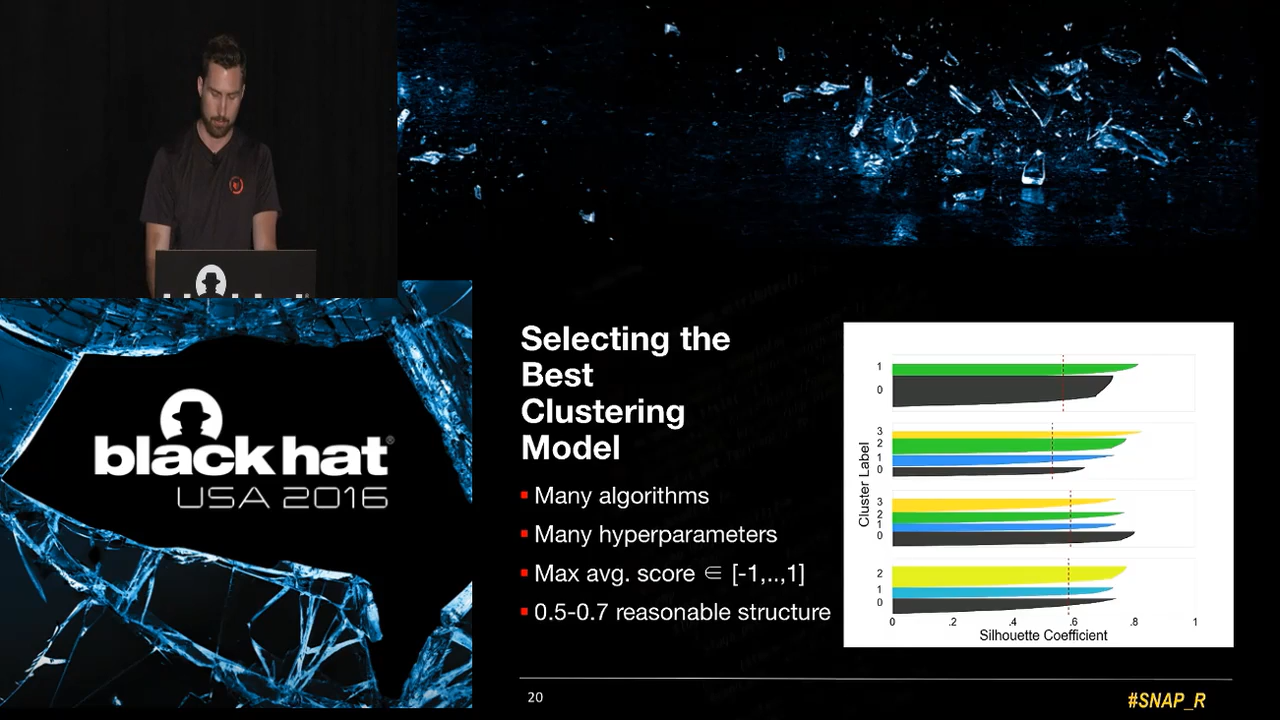 black hat®
USA 2016
Selecting the
Best
Clustering
Model
Many algorithms
Many hyperparameters
Max avg. score ∈ [-1,..,1]
0.5-0.7 reasonable structure
Cluster Label
1
0
3
2
1
0
3
2
1
0
2
1
0
0 .2 .4 .6 .8 1
Silhouette Coefficient
20
#SNAP_R